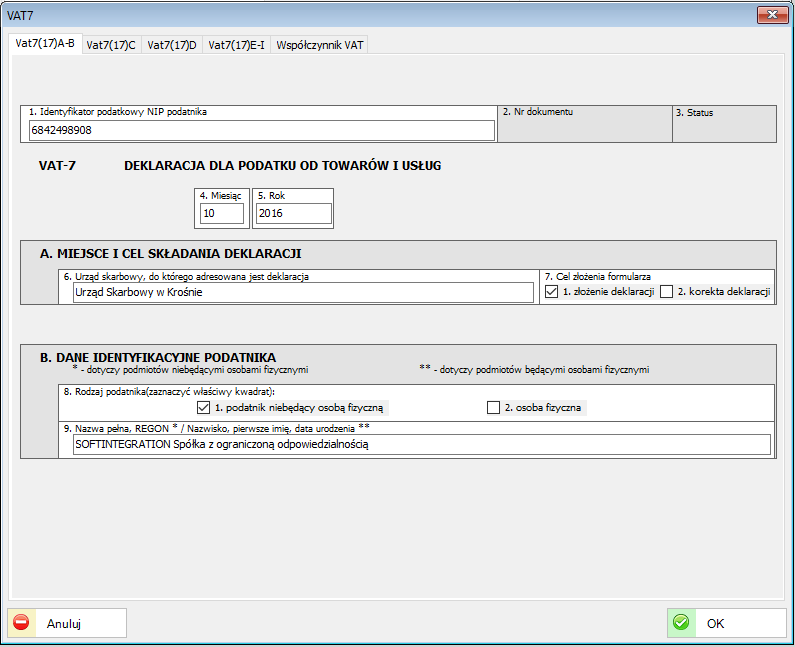 VAT7
Vat7(17)A-B Vat7(17)C Vat7(17)D Vat7(17)E-I Współczynnik VAT
1. Identyfikator podatkowy NIP podatnika 2. Nr dokumentu 3. Status
6842498908
VAT-7 DEKLARACJA DLA PODATKU OD TOWARÓW I USŁUG
4. Miesiąc 5. Rok
10 2016
A. MIEJSCE I CEL SKŁADANIA DEKLARACJI
6. Urząd skarbowy, do którego adresowana jest deklaracja 7. Cel złożenia formularza
Urząd Skarbowy w Krośnie 1. złożenie deklaracji 2. korekta deklaracji
B. DANE IDENTYFIKACYJNE PODATNIKA
* - dotyczy podmiotów niebędących osobami fizycznymi ** - dotyczy podmiotów będącymi osobami fizycznymi
8. Rodzaj podatnika(zaznaczyć właściwy kwadrat):
1. podatnik niebędący osobą fizyczną 2. osoba fizyczna
9. Nazwa pełna, REGON * / Nazwisko, pierwsze imię, data urodzenia **
SOFTINTEGRATION Spółka z ograniczoną odpowiedzialnością
Anuluj OK